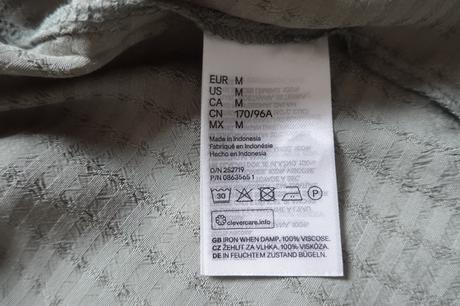 EUR M
US M
CA M
CN 170/96A
MX M
Made in Indonesia
Fabriqué en Indonésie
Hecho en Indonesia
O/N 252719
P/N 0863565 1
30 P
clevercare.info
GB IRON WHEN DAMP, 100% VISCOSE.
CZ ŽEHLIT ZA VLHKA, 100% VISKÓZA.
DE IN FEUCHTEM ZUSTAND BÜGELN.